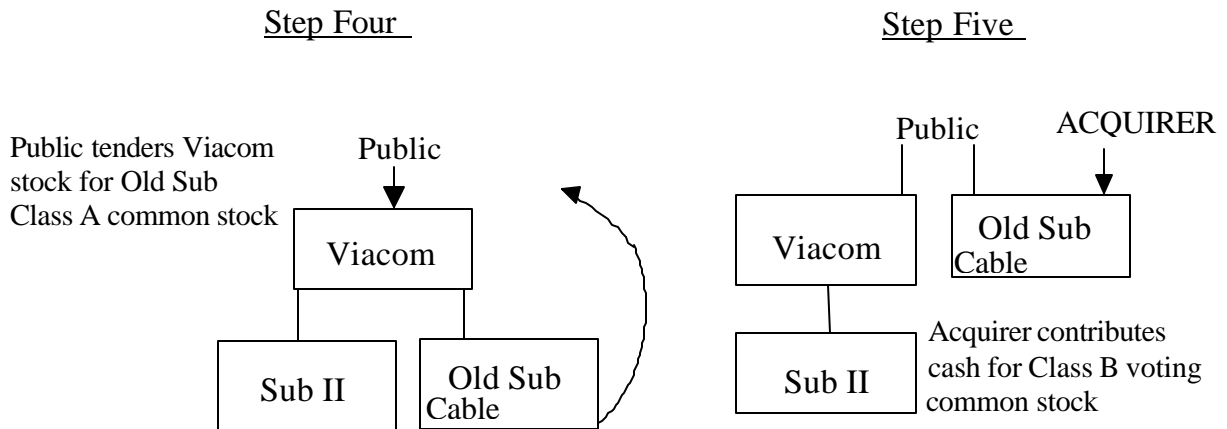 Step Four
Public tenders Viacom
stock for Old Sub
Class A common stock
Public
Viacom
Sub II
Old Sub
Cable
Step Five
Public
ACQUIRER
Viacom
Old Sub
Cable
Sub II
Acquirer contributes
cash for Class B voting
common stock